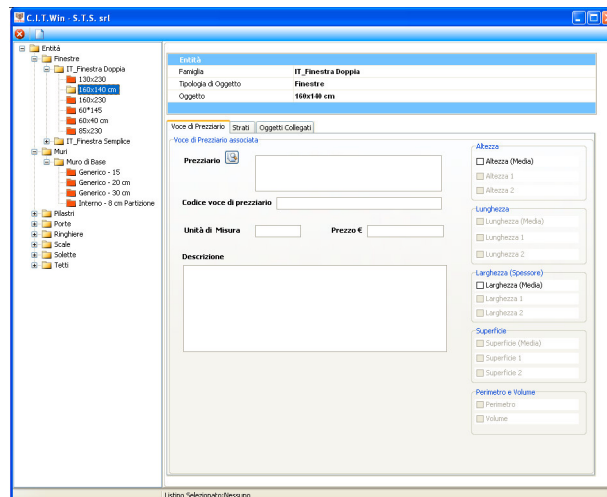 C.I.T.Win - S.T.S. srl
Entità
Finestre
IT_Finestra Doppia
130x230
160x140 cm
160x230
60*145
60x40 cm
85x230
IT_Finestra Semplice
Muri
Muro di Base
Generico - 15
Generico - 20 cm
Generico - 30 cm
Interno - 8 cm Partizione
Pilastri
Porte
Ringhiere
Scale
Solette
Tetti
Entità
Famiglia IT_Finestra Doppia
Tipologia di Oggetto Finestre
Oggetto 160x140 cm
Voce di Prezziario Strati Oggetti Collegati
Voce di Prezziario associata
Prezziario
Codice voce di prezziario
Unità di Misura Prezzo €
Descrizione
Altezza
Altezza (Media)
Altezza 1
Altezza 2
Lunghezza
Lunghezza (Media)
Lunghezza 1
Lunghezza 2
Larghezza (Spessore)
Larghezza (Media)
Larghezza 1
Larghezza 2
Superficie
Superficie (Media)
Superficie 1
Superficie 2
Perimetro e Volume
Perimetro
Volume
Listino Selezionato:Nessuno